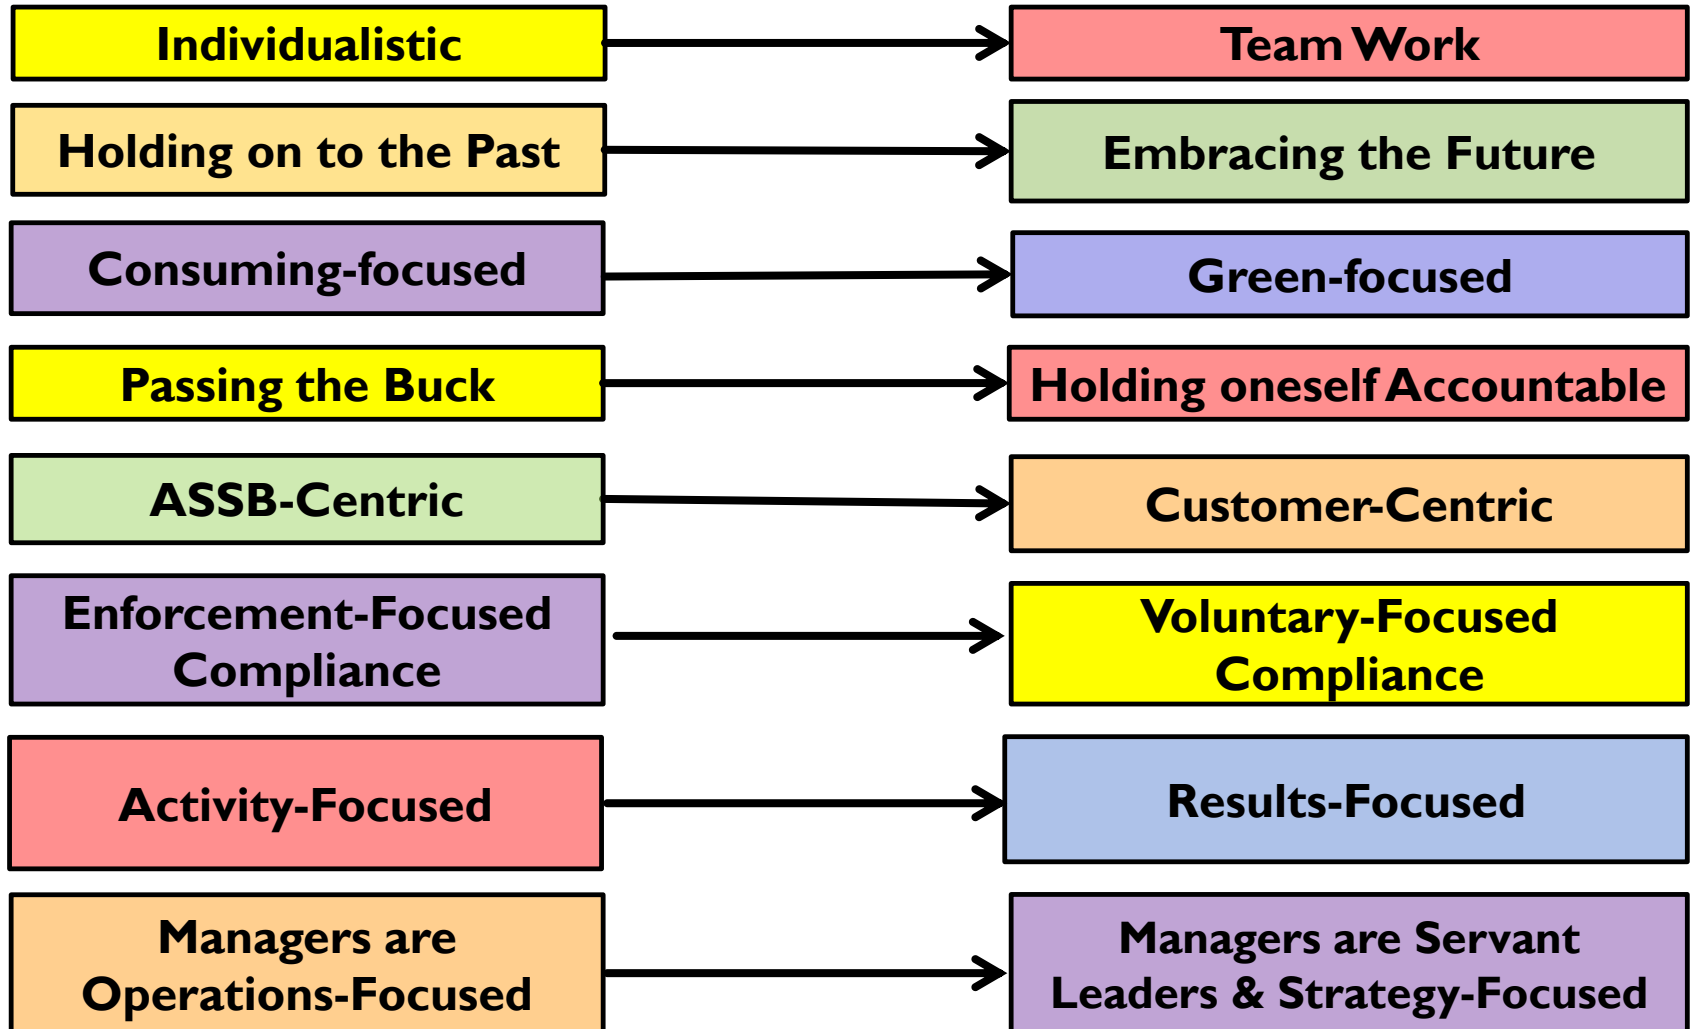 Individualistic
Team Work
Holding on to the Past
Embracing the Future
Consuming-focused
Green-focused
Passing the Buck
Holding oneself Accountable
ASSB-Centric
Customer-Centric
Enforcement-Focused
Compliance
Voluntary-Focused
Compliance
Activity-Focused
Results-Focused
Managers are
Operations-Focused
Managers are Servant
Leaders & Strategy-Focused